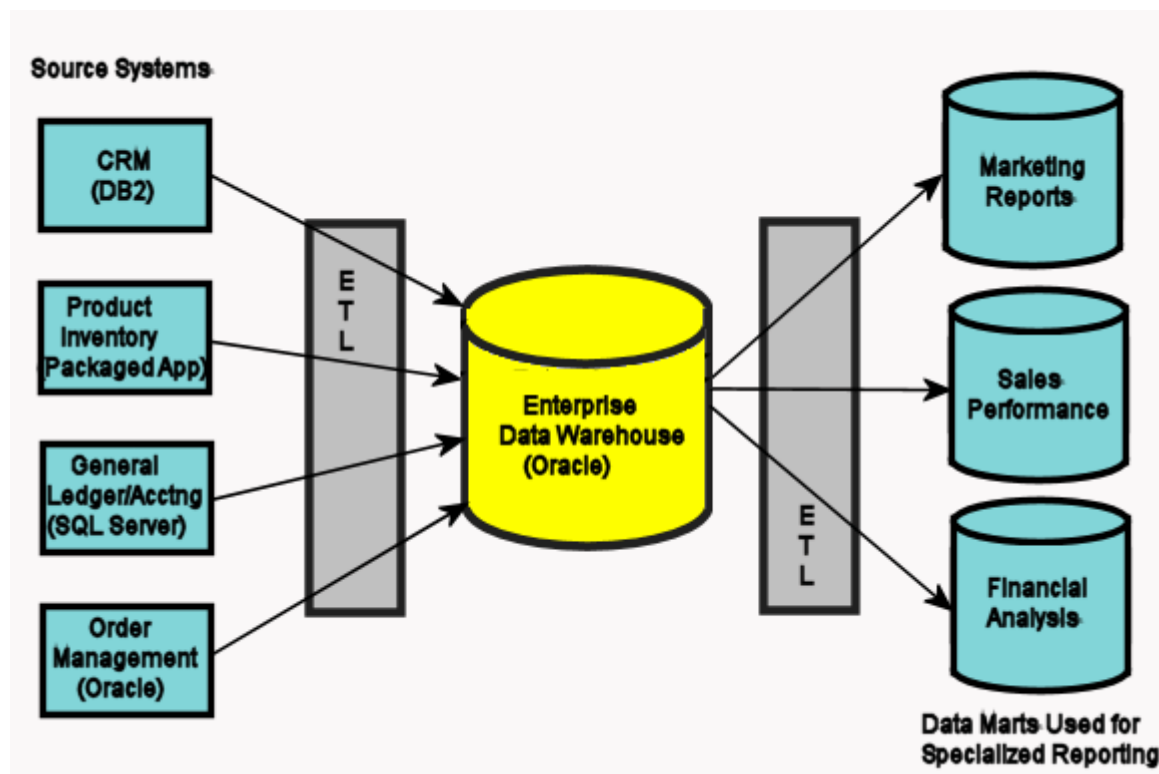 Source Systems
CRM
(DB2)
Product
Inventory
(Packaged App)
General
Ledger/Acctng
(SQL Server)
Order
Management
(Oracle)
E
T
L
Enterprise
Data Warehouse
(Oracle)
E
T
L
Marketing
Reports
Sales
Performance
Financial
Analysis
Data Marts Used for
Specialized Reporting